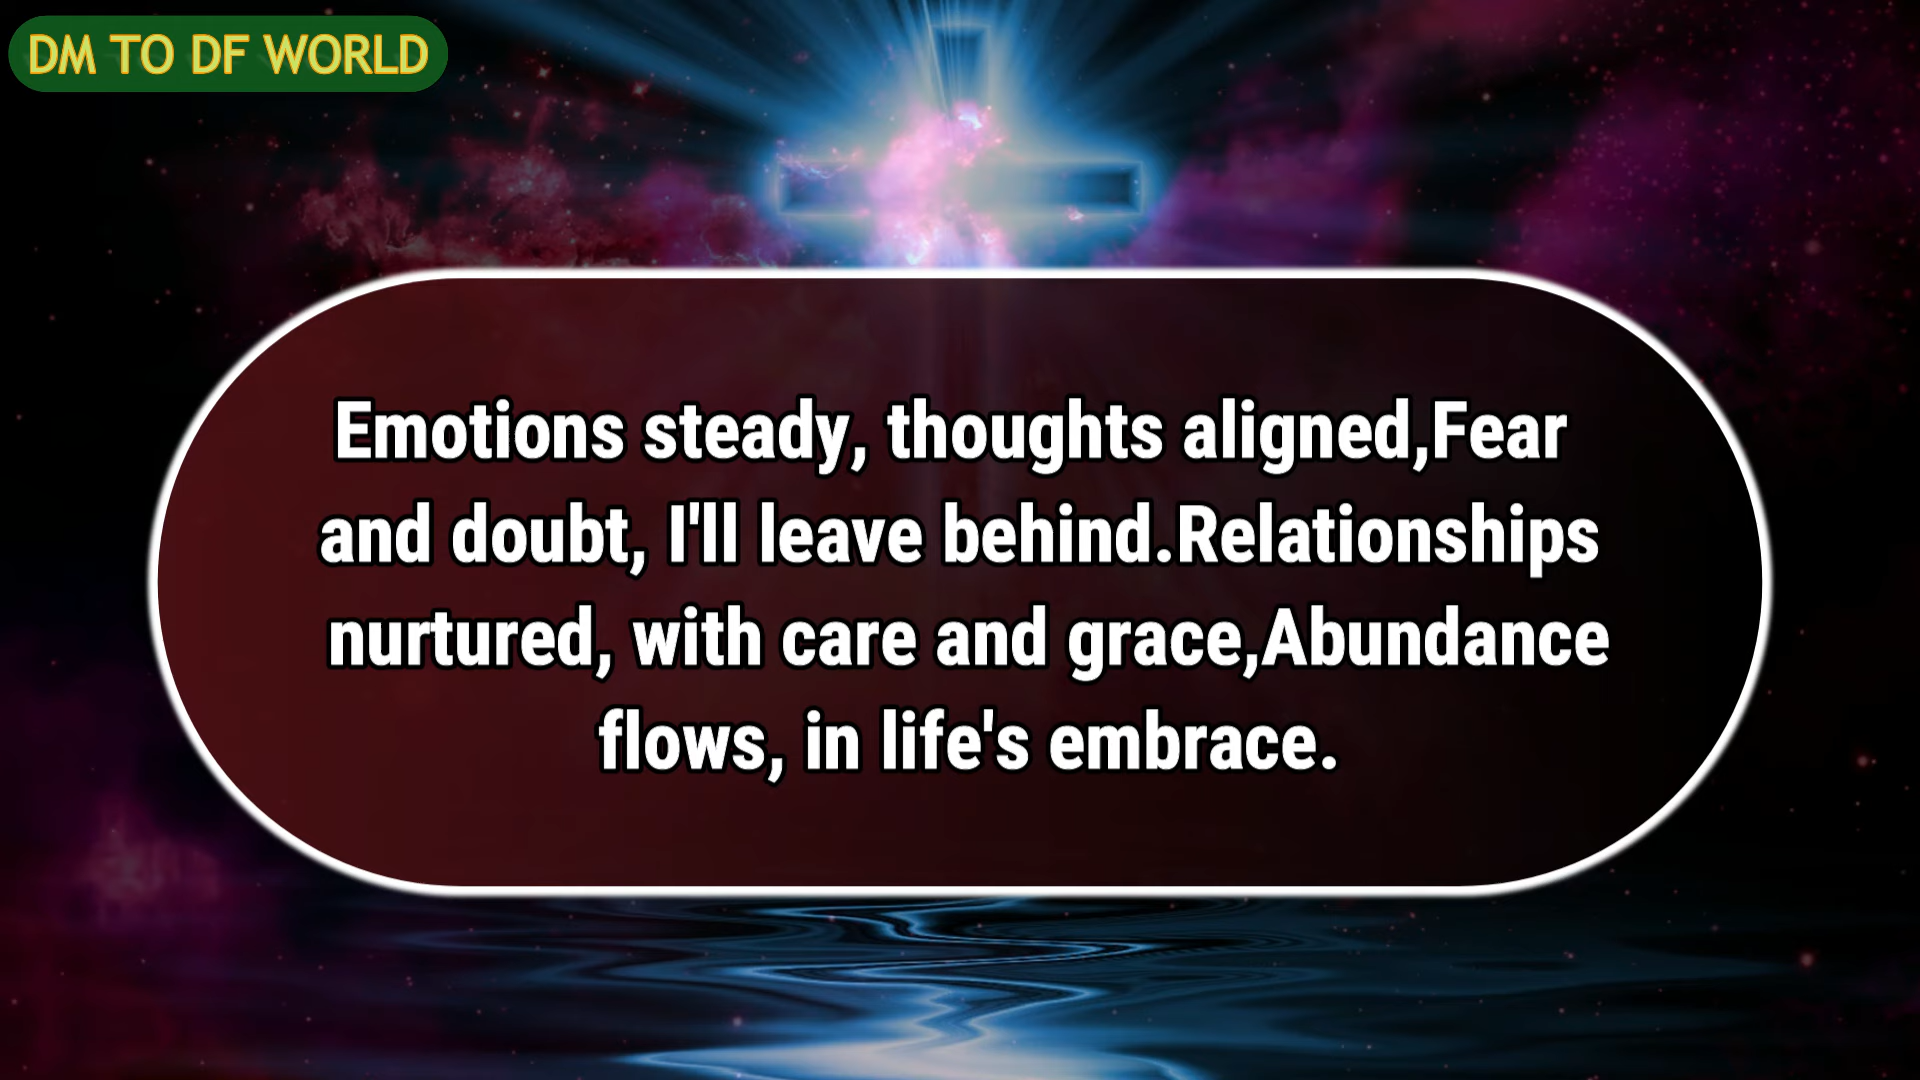 DM TO DF WORLD
Emotions steady, thoughts aligned,Fear
and doubt, I'll leave behind.Relationships
nurtured, with care and grace,Abundance
flows, in life's embrace.